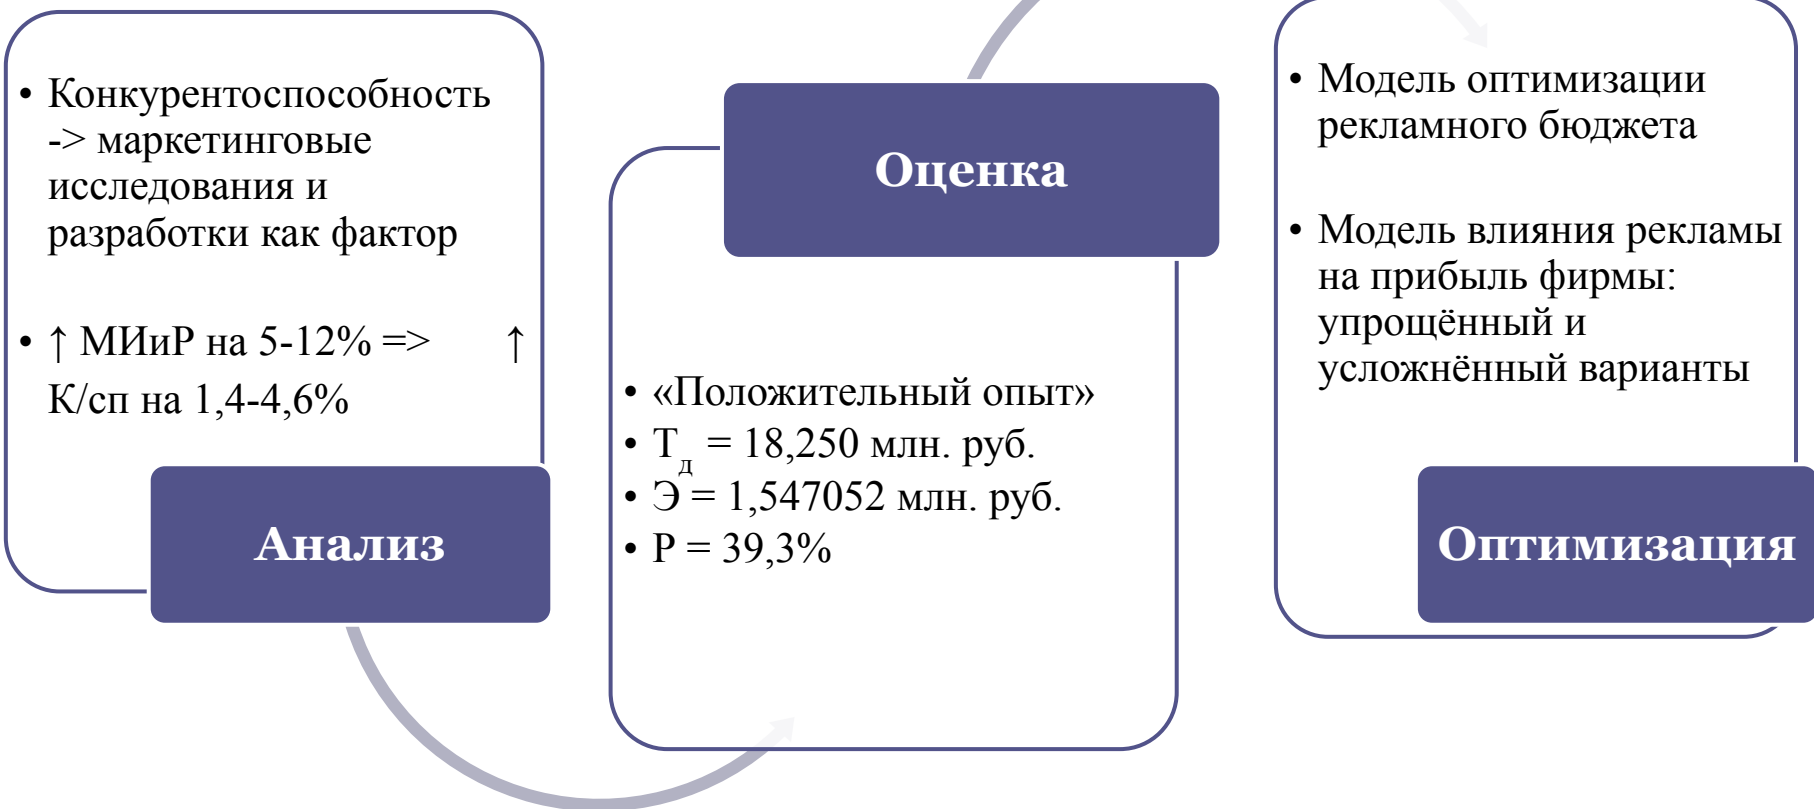 • Конкурентоспособность
-> маркетинговые
исследования и
разработки как фактор
• ↑ МИиР на 5-12% => ↑
К/сп на 1,4-4,6%
Анализ
Оценка
• «Положительный опыт»
• Тд = 18,250 млн. руб.
• Э = 1,547052 млн. руб.
• Р = 39,3%
• Модель оптимизации
рекламного бюджета
• Модель влияния рекламы
на прибыль фирмы:
упрощённый и
усложнённый варианты
Оптимизация